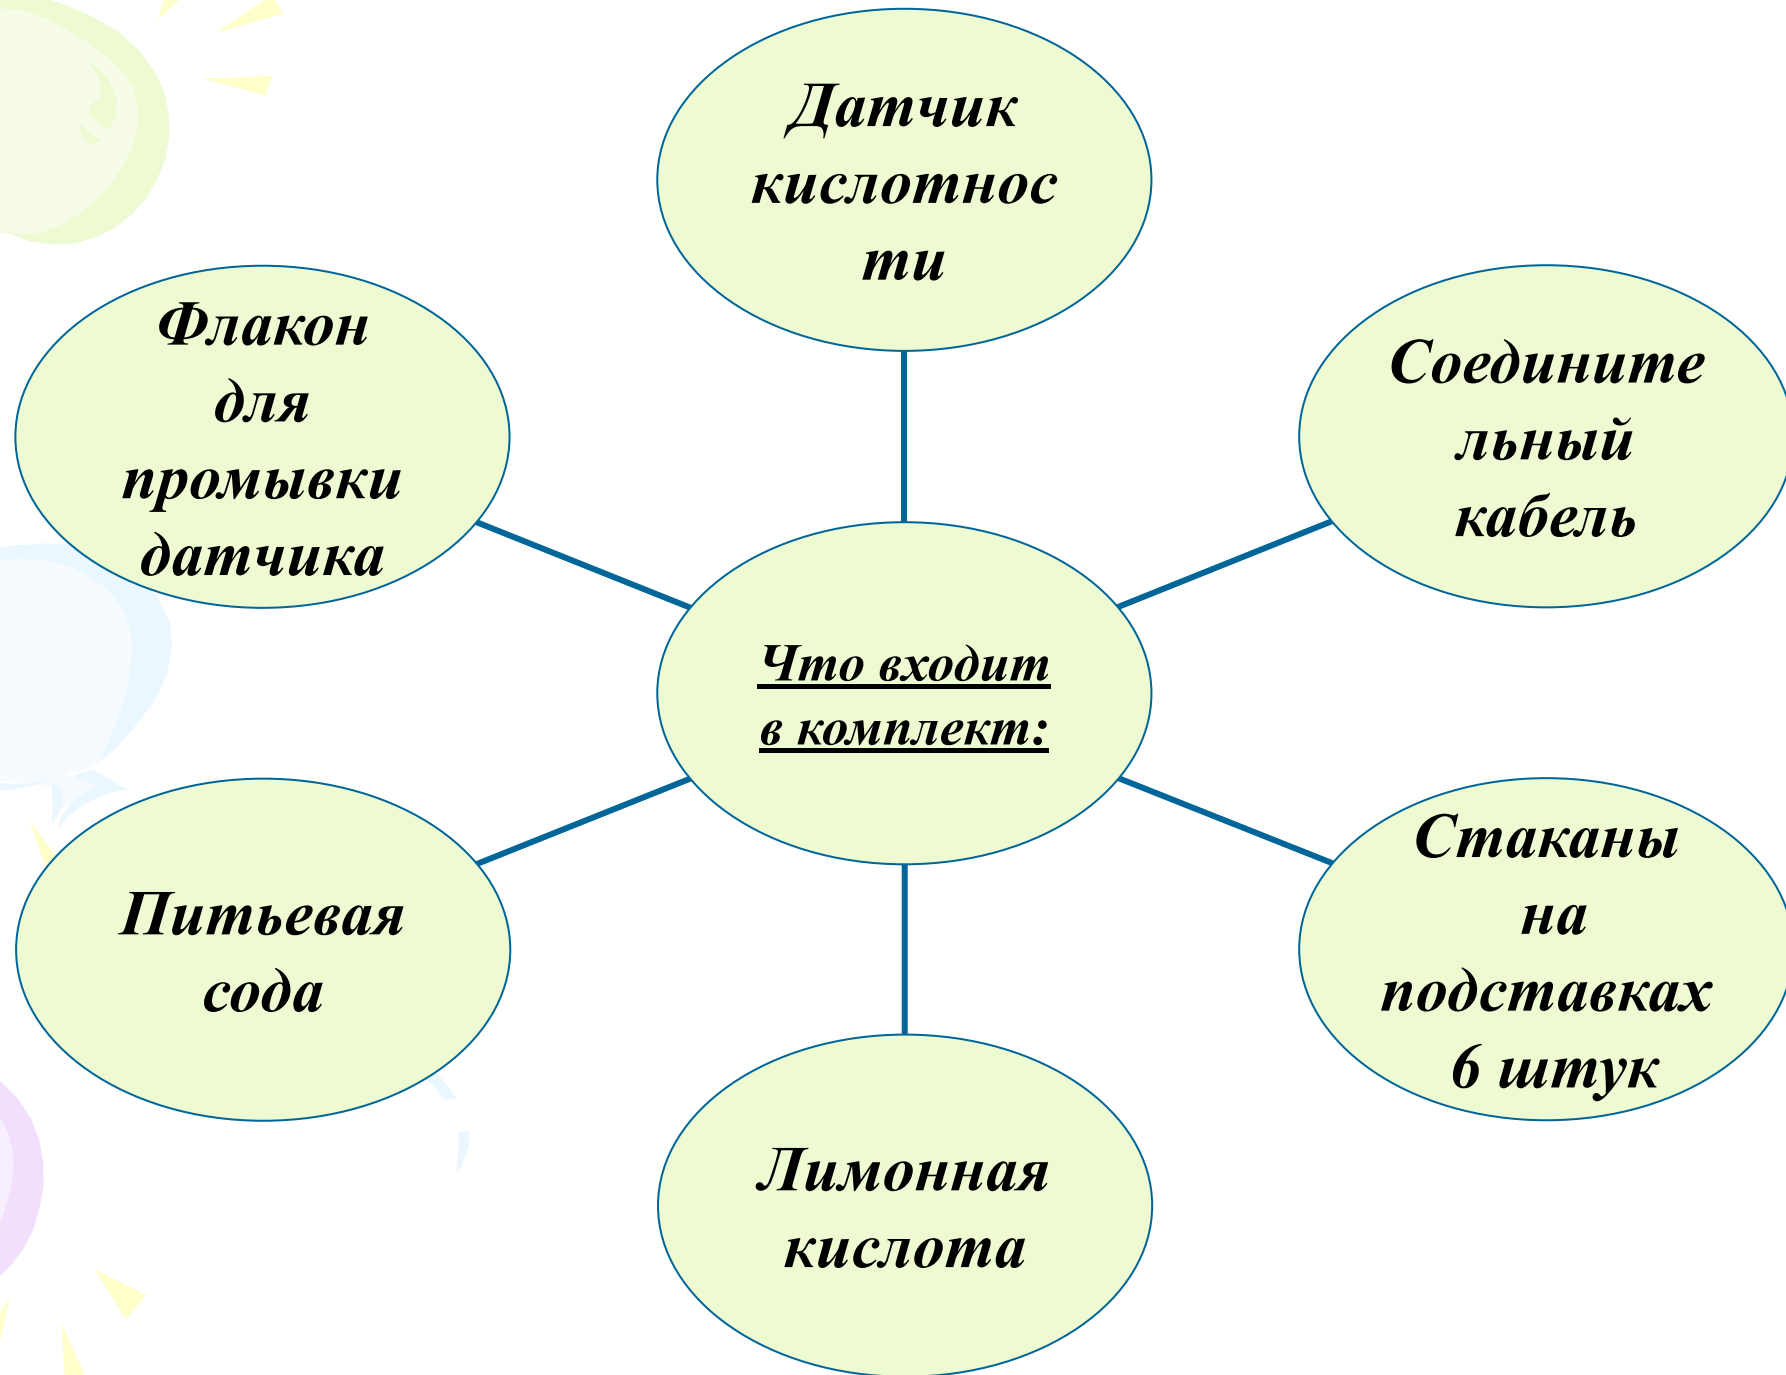 Датчик
кислотнос
ти
Соедините
льный
кабель
Стаканы
на
подставках
6 штук
Лимонная
кислота
Питьевая
сода
Флакон
для
промывки
датчика
Что входит
в комплект: